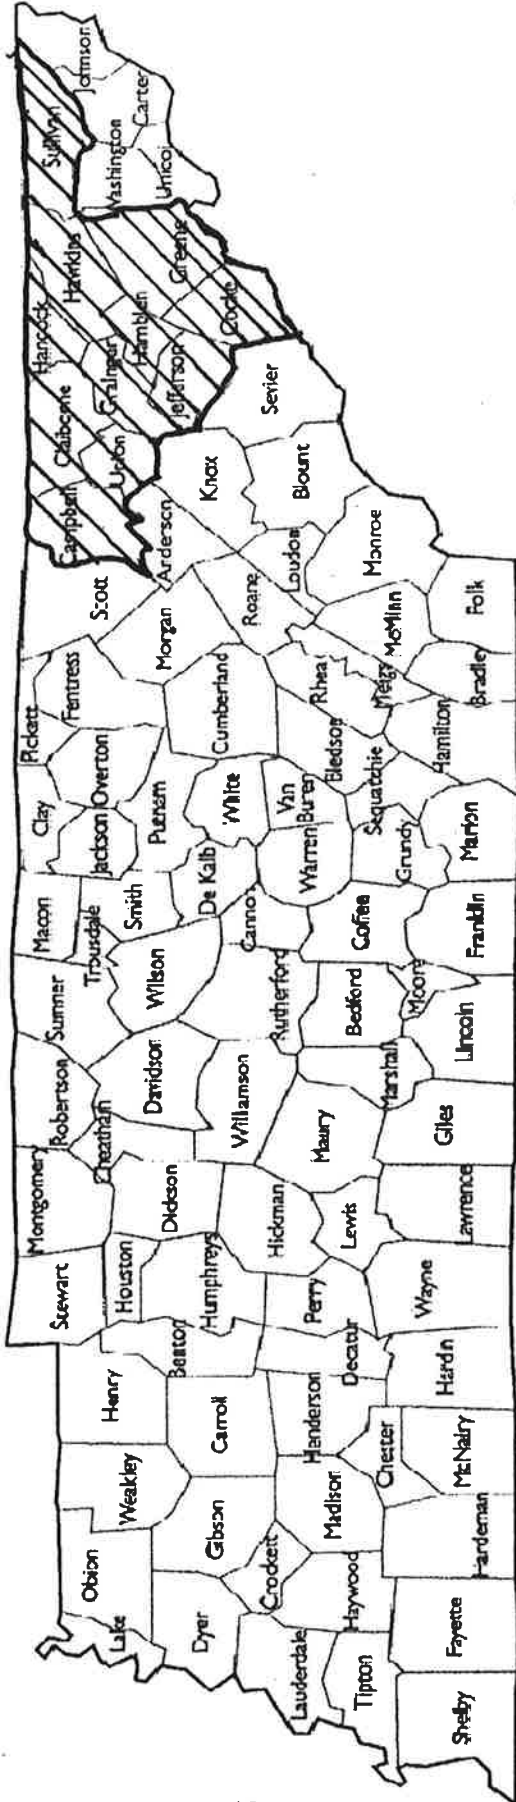 Lake
Obion
Weakley
Henry
Stewart
Montgomery
Robertson
Sumner
Macon
Clay
Pickett
Fentress
Scott
Campbell
Claiborne
Hancock
Hawkins
Sullivan
Johnson
Carter
Washington
Unicoi
Greene
Cocke
Hamblen
Jefferson
Grainger
Union
Dyer
Gibson
Carroll
Benton
Houston
Humphreys
Dickson
Cheatham
Davidson
Wilson
Trousdale
Smith
Jackson
Overton
Putnam
De Kalb
White
Cumberland
Morgan
Anderson
Knox
Sevier
Blount
Loudon
Roane
Rhea
Meigs
McMinn
Monroe
Polk
Bradley
Hamilton
Bledsoe
Sequatchie
Van
Buren
Warren
Cannon
Rutherford
Williamson
Hickman
Perry
Decatur
Henderson
Madison
Crockett
Haywood
Lauderdale
Tipton
Shelby
Fayette
Hardeman
McNairy
Chester
Hardin
Wayne
Lewis
Maury
Lawrence
Giles
Marshall
Bedford
Moore
Lincoln
Coffee
Franklin
Grundy
Marion